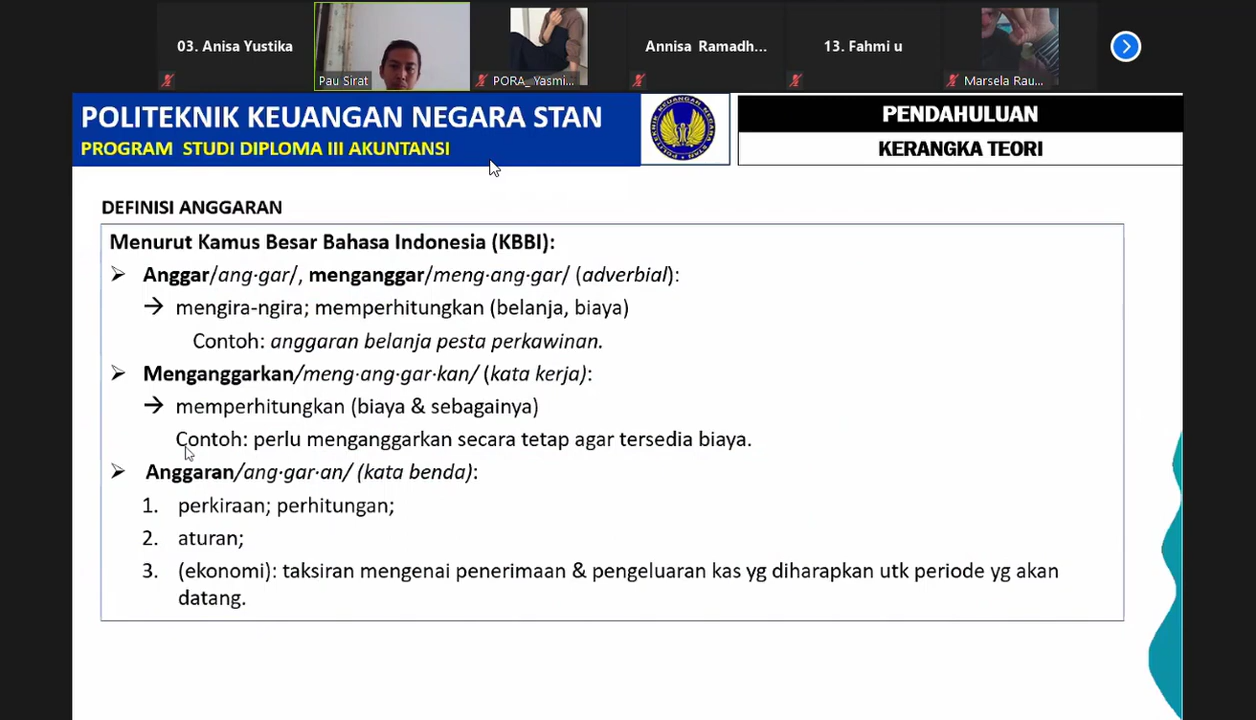 03. Anisa Yustika
Pau Sirat
PORA_ Yasmi...
Annisa Ramadh...
13. Fahmi u
Marsela Rau...
POLITEKNIK KEUANGAN NEGARA STAN
PROGRAM STUDI DIPLOMA III AKUNTANSI
PENDAHULUAN
KERANGKA TEORI
DEFINISI ANGGARAN
Menurut Kamus Besar Bahasa Indonesia (KBBI):
➢ Anggar/ang·gar/, menganggar/meng·ang·gar/ (adverbial):
→ mengira-ngira; memperhitungkan (belanja, biaya)
Contoh: anggaran belanja pesta perkawinan.
➢ Menganggarkan/meng·ang·gar·kan/ (kata kerja):
→ memperhitungkan (biaya & sebagainya)
Contoh: perlu menganggarkan secara tetap agar tersedia biaya.
➢ Anggaran/ang·gar·an/ (kata benda):
1. perkiraan; perhitungan;
2. aturan;
3. (ekonomi): taksiran mengenai penerimaan & pengeluaran kas yg diharapkan utk periode yg akan
datang.